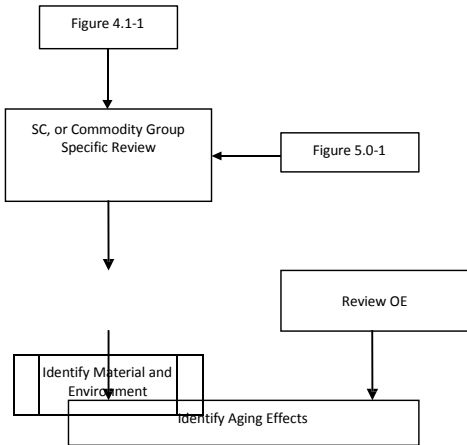 Figure 4.1-1
SC, or Commodity Group
Specific Review
Figure 5.0-1
Review OE
Identify Material and
Environment
Identify Aging Effects